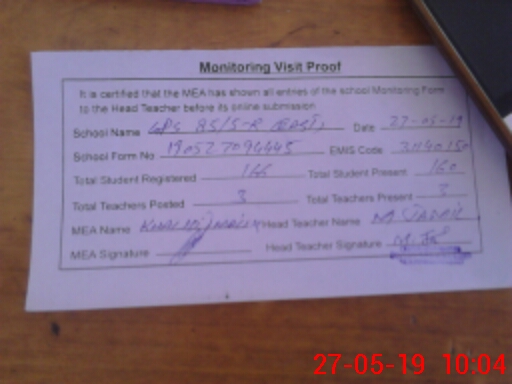 Monitoring Visit Proof
It is certified that the MEA has shown all entries of the school Monitoring Form
to the Head Teacher before its online submission
School Name GPS 85/5-R (EAST) Date 27-05-19
School Form No 190527094445 EMIS Code 31140150
Total Student Registered 166 Total Student Present 160
Total Teachers Posted 3 Total Teachers Present 3
MEA Name Head Teacher Name M.
MEA Signature Head Teacher Signature
27-05-19 10:04